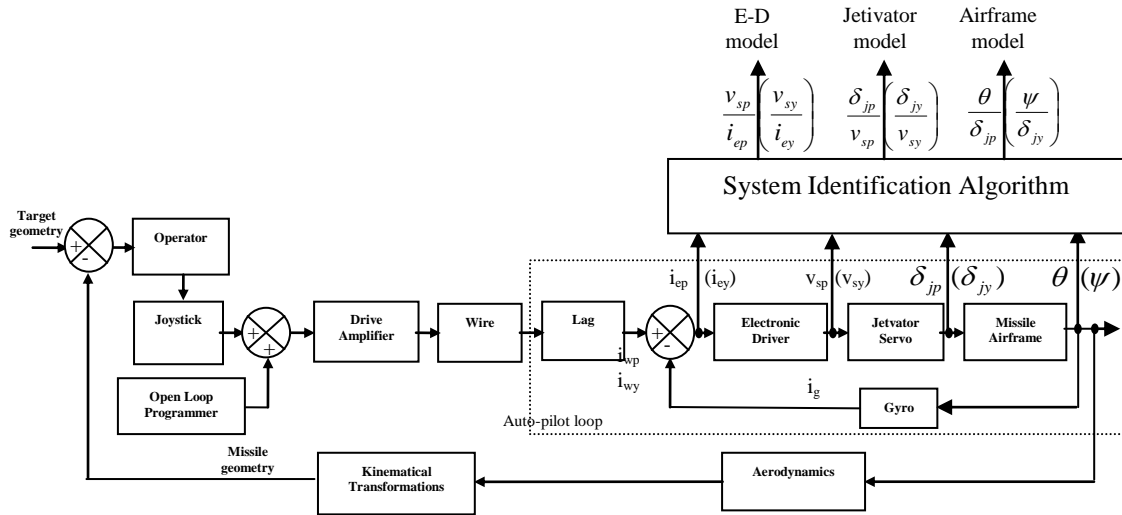 E-D model
Jetivator model
Airframe model
v_sp / i_ep (v_sy / i_ey)
δ_jp / v_sp (δ_jy / v_sy)
θ / δ_jp (ψ / δ_jy)
System Identification Algorithm
Target geometry
+
-
Operator
Joystick
+
+
Open Loop Programmer
Drive Amplifier
Wire
Lag
i_wp
i_wy
+
-
i_ep (i_ey)
v_sp (v_sy)
δ_jp (δ_jy)
θ (ψ)
Electronic Driver
Jetvator Servo
Missile Airframe
i_g
Gyro
Auto-pilot loop
Missile geometry
Kinematical Transformations
Aerodynamics